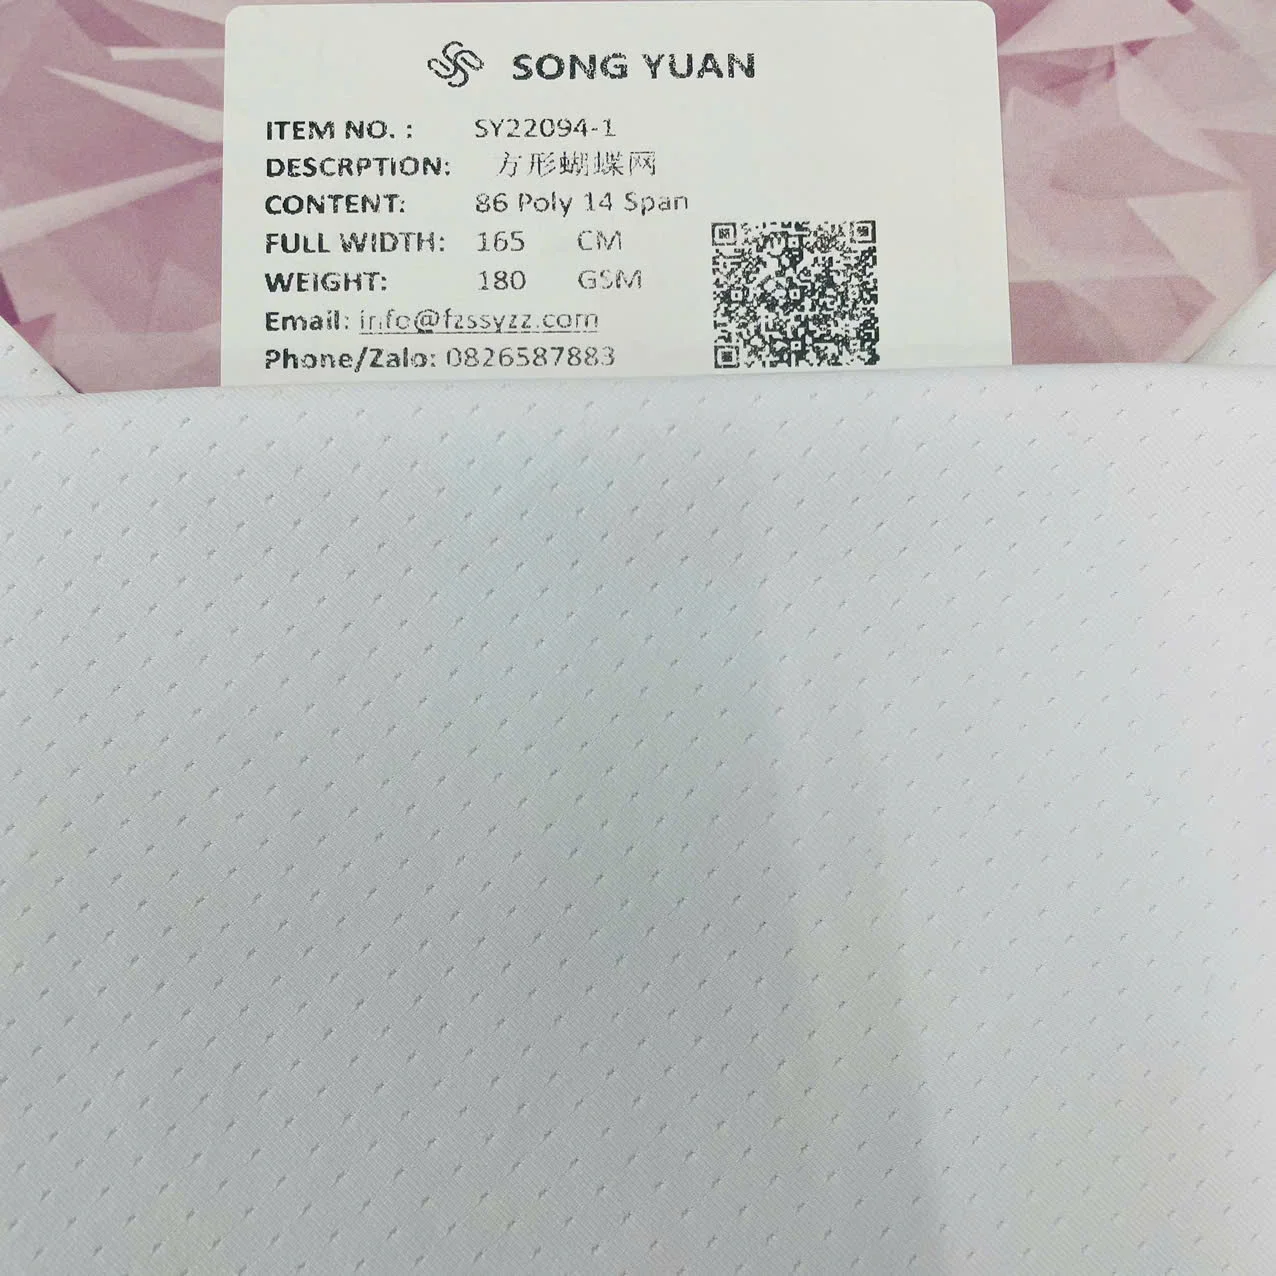 SONG YUAN
ITEM NO. : SY22094-1
DESCRPTION: 方形蝴蝶网
CONTENT: 86 Poly 14 Span
FULL WIDTH: 165 CM
WEIGHT: 180 GSM
Email: info@fzssyzz.com
Phone/Zalo: 0826587883